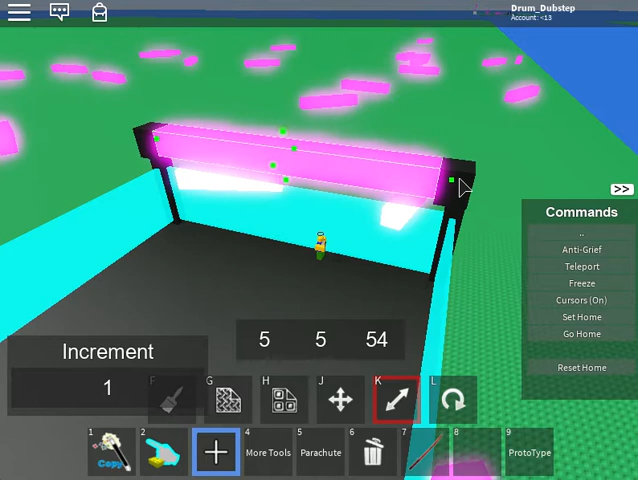 Drum_Dubstep
Account: <13
>>
Commands
..
Anti-Grief
Teleport
Freeze
Cursors (On)
Set Home
Go Home
Reset Home
5 5 54
Increment
1
F G H J K L
1 2 3 4 5 6 7 8 9
Copy
More Tools
Parachute
ProtoType